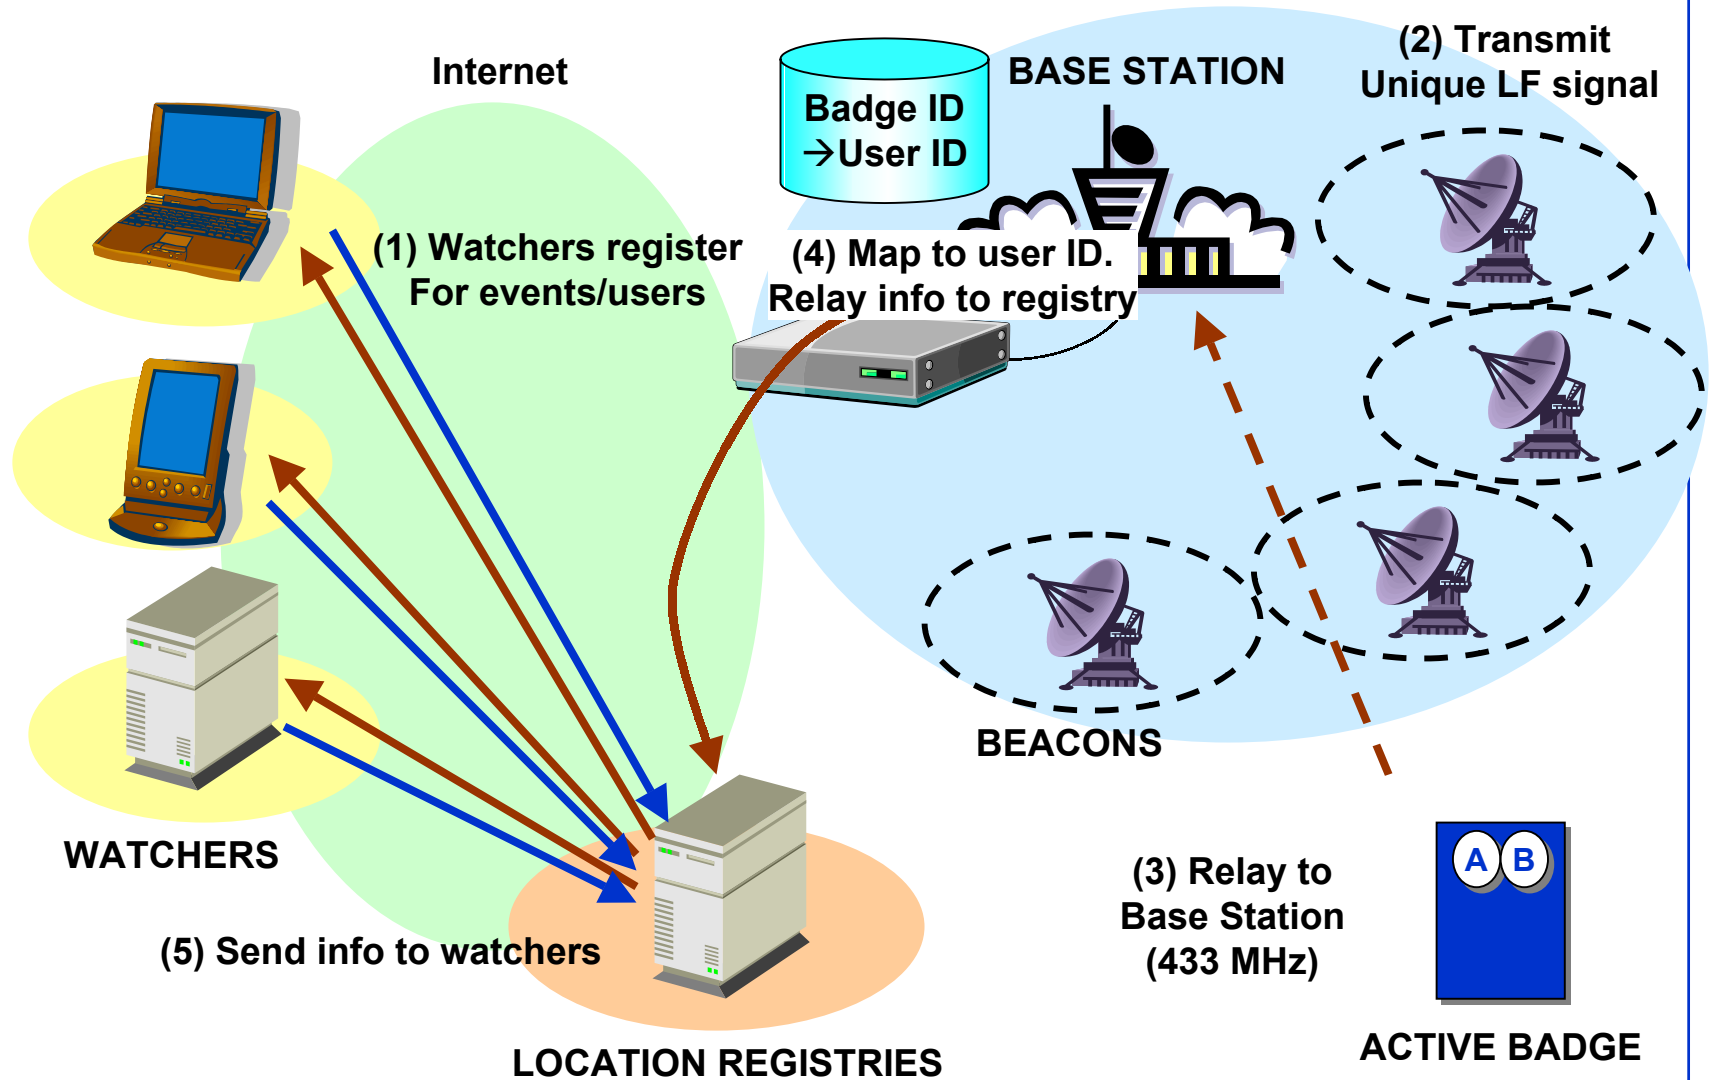 Internet
BASE STATION
(2) Transmit
Unique LF signal
Badge ID
→User ID
(1) Watchers register
For events/users
(4) Map to user ID.
Relay info to registry
BEACONS
WATCHERS
(3) Relay to
Base Station
(433 MHz)
A B
(5) Send info to watchers
LOCATION REGISTRIES
ACTIVE BADGE